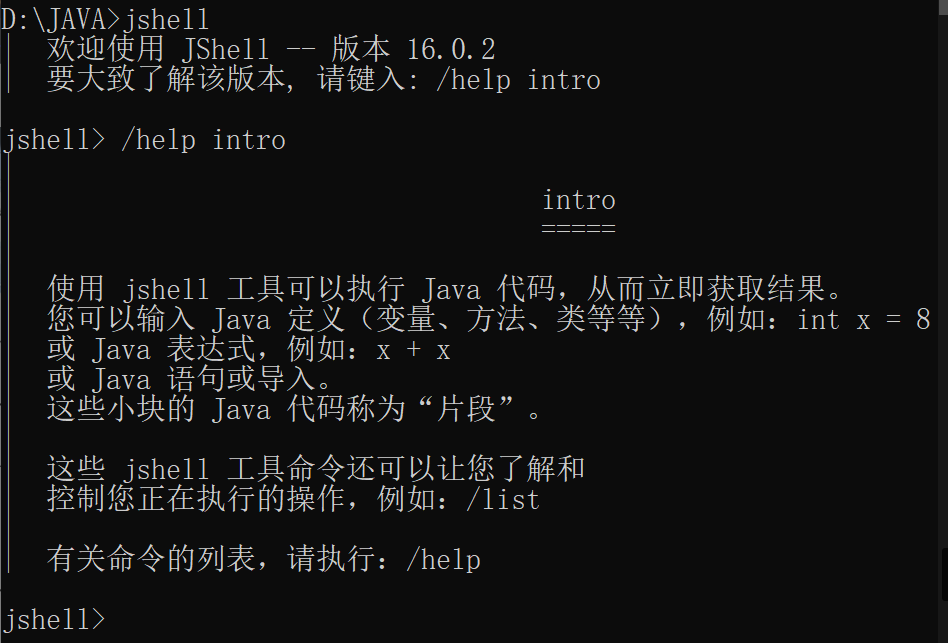 D:\JAVA>jshell
|  欢迎使用 JShell -- 版本 16.0.2
|  要大致了解该版本, 请键入: /help intro
jshell> /help intro
intro
=====
使用 jshell 工具可以执行 Java 代码，从而立即获取结果。
您可以输入 Java 定义（变量、方法、类等等），例如：int x = 8
或 Java 表达式，例如：x + x
或 Java 语句或导入。
这些小块的 Java 代码称为“片段”。
这些 jshell 工具命令还可以让您了解和
控制您正在执行的操作，例如：/list
有关命令的列表，请执行：/help
jshell>